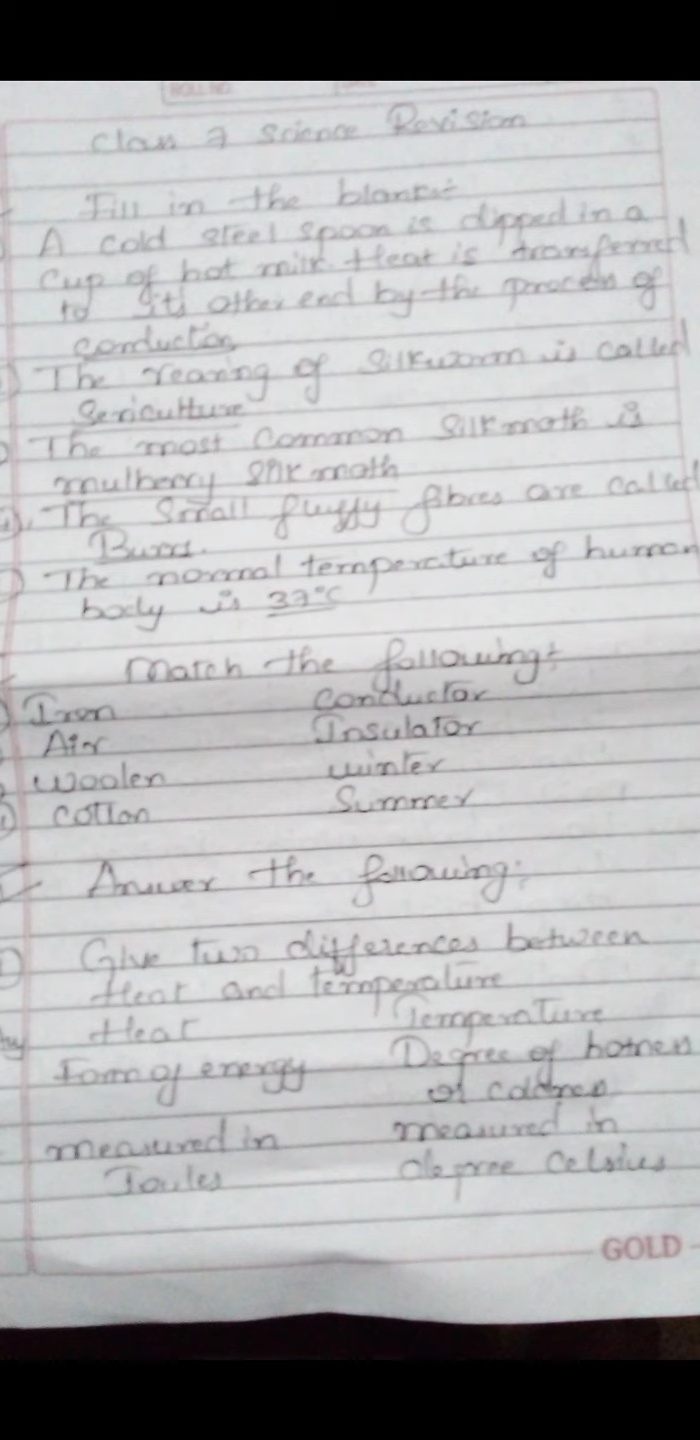 ROLL NO.
Class 7 Science Revision
Fill in the blanks:-
A cold steel spoon is dipped in a
cup of hot milk. Heat is transferred
to its other end by the process of
conduction
The rearing of Silkworm is called
Sericulture
The most common silk moth is
mulberry silk moth
The Small fluffy fibres are called
Burrs.
The normal temperature of human
body is 37°C
Match the following:-
Iron conductor
Air Insulator
Woolen winter
Cotton Summer
Answer the following:
Give two differences between
Heat and temperature
Heat Temperature
Form of energy Degree of hotness
or coldness
measured in measured in
Joules degree Celsius
GOLD